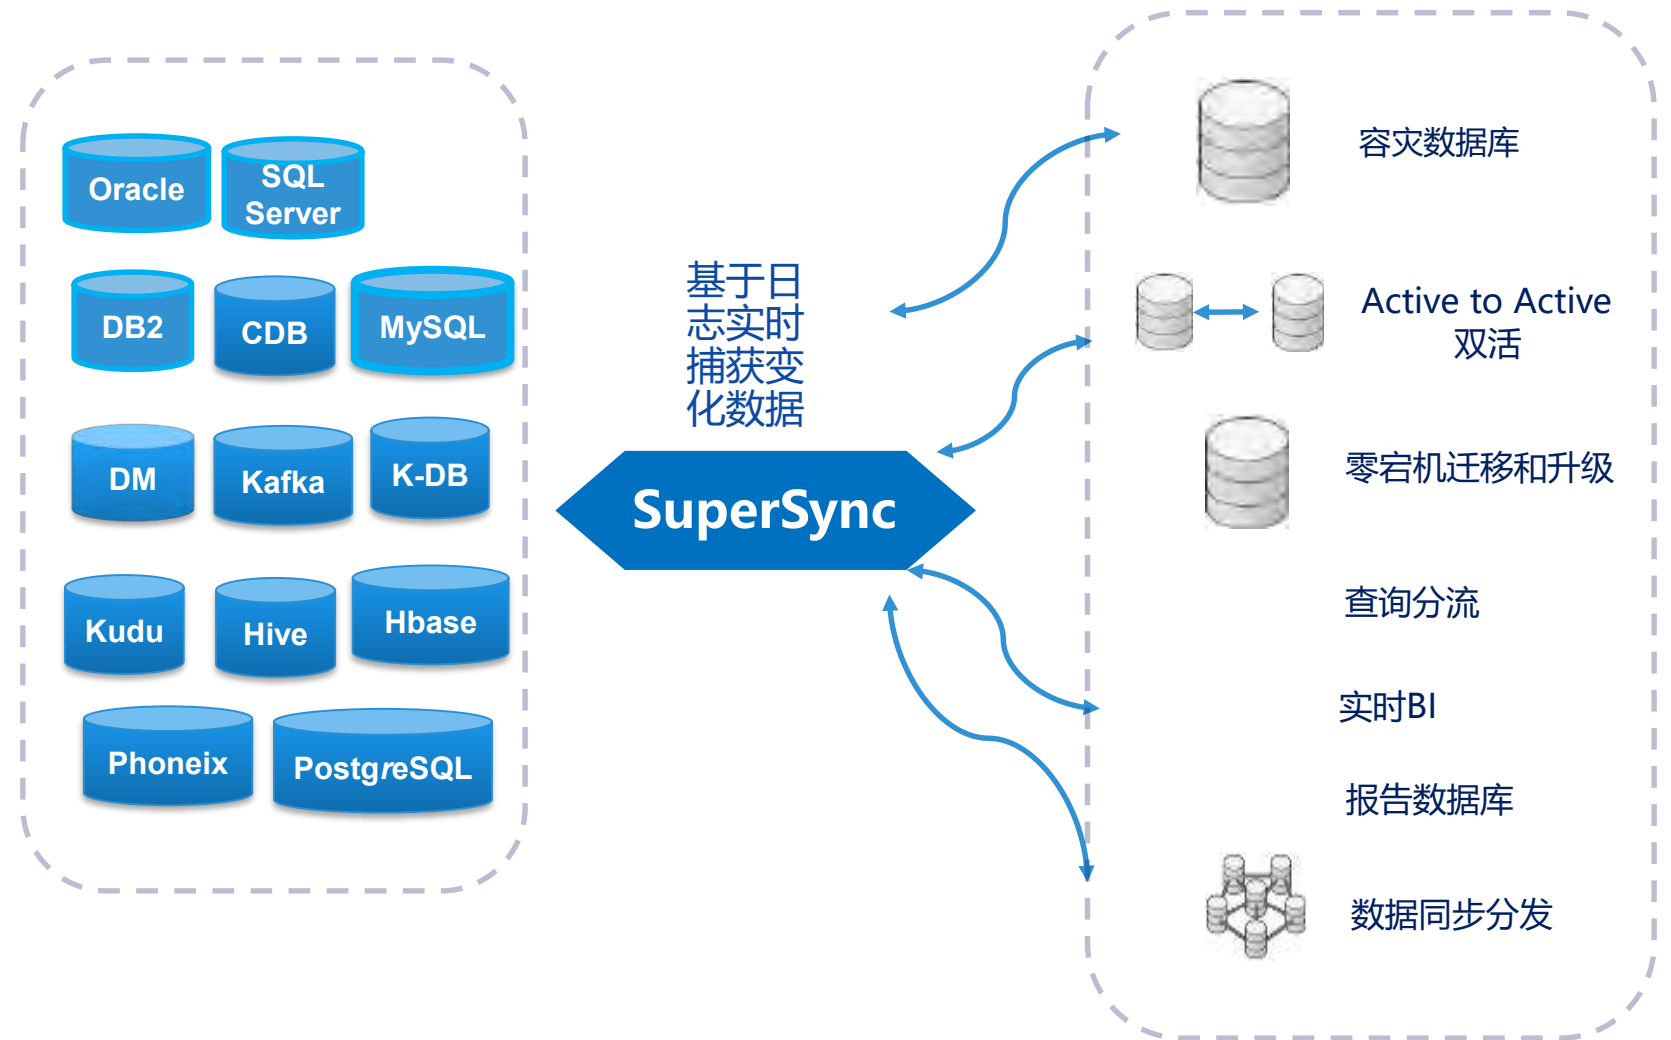 Oracle
SQL
Server
DB2
CDB
MySQL
DM
Kafka
K-DB
Kudu
Hive
Hbase
Phoneix
PostgreSQL
基于日
志实时
捕获变
化数据
SuperSync
容灾数据库
Active to Active
双活
零宕机迁移和升级
查询分流
实时BI
报告数据库
数据同步分发